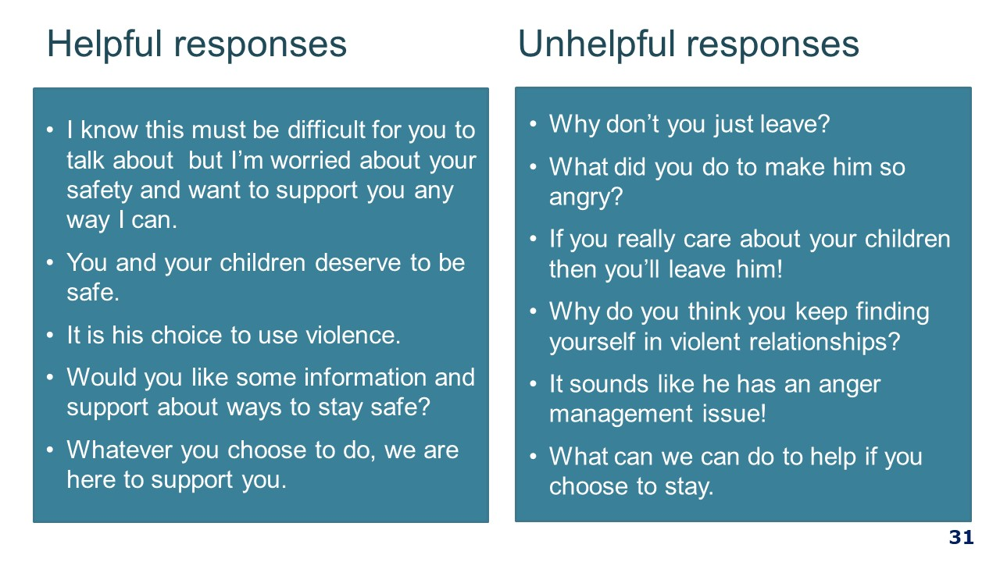 Helpful responses
• I know this must be difficult for you to
talk about  but I’m worried about your
safety and want to support you any
way I can.
• You and your children deserve to be
safe.
• It is his choice to use violence.
• Would you like some information and
support about ways to stay safe?
• Whatever you choose to do, we are
here to support you.
Unhelpful responses
• Why don’t you just leave?
• What did you do to make him so
angry?
• If you really care about your children
then you’ll leave him!
• Why do you think you keep finding
yourself in violent relationships?
• It sounds like he has an anger
management issue!
• What can we can do to help if you
choose to stay.
31